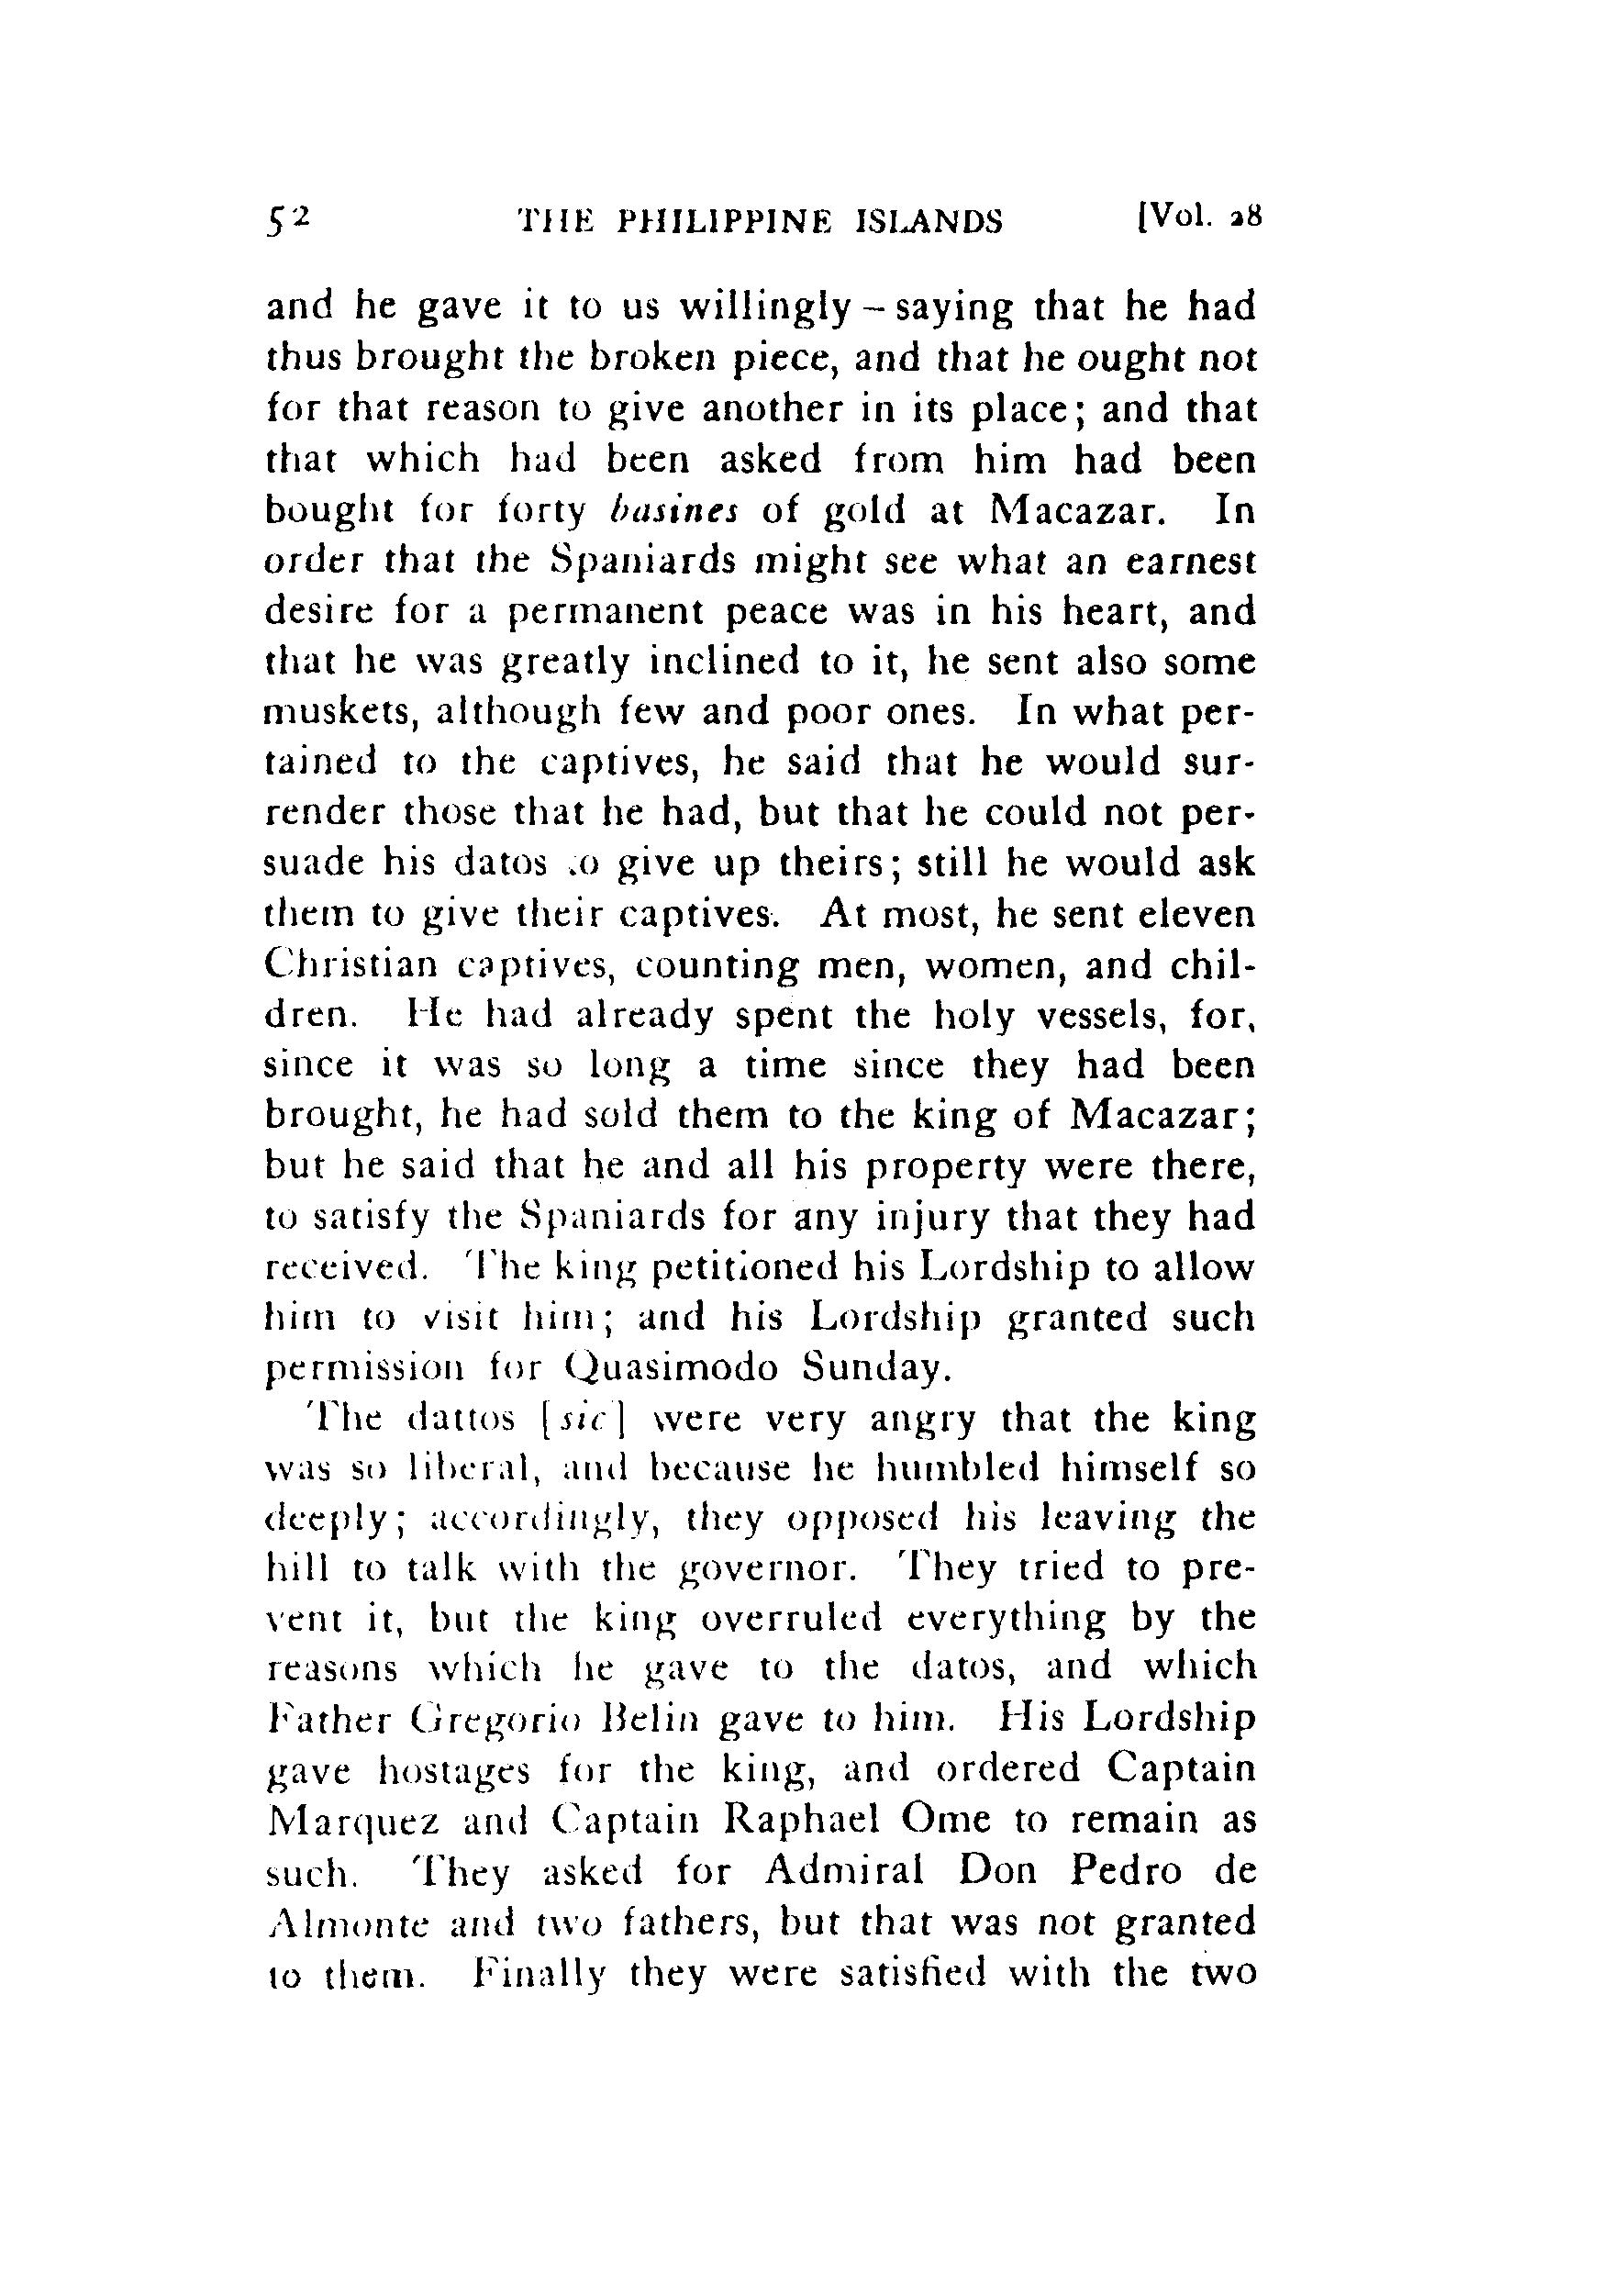 52 THE PHILIPPINE ISLANDS [Vol. 28
and he gave it to us willingly – saying that he had
thus brought the broken piece, and that he ought not
for that reason to give another in its place; and that
that which had been asked from him had been
bought for forty basines of gold at Macazar. In
order that the Spaniards might see what an earnest
desire for a permanent peace was in his heart, and
that he was greatly inclined to it, he sent also some
muskets, although few and poor ones. In what per-
tained to the captives, he said that he would sur-
render those that he had, but that he could not per-
suade his datos to give up theirs; still he would ask
them to give their captives. At most, he sent eleven
Christian captives, counting men, women, and chil-
dren. He had already spent the holy vessels, for,
since it was so long a time since they had been
brought, he had sold them to the king of Macazar;
but he said that he and all his property were there,
to satisfy the Spaniards for any injury that they had
received. The king petitioned his Lordship to allow
him to visit him; and his Lordship granted such
permission for Quasimodo Sunday.
The dattos [sic] were very angry that the king
was so liberal, and because he humbled himself so
deeply; accordingly, they opposed his leaving the
hill to talk with the governor. They tried to pre-
vent it, but the king overruled everything by the
reasons which he gave to the datos, and which
Father Gregorio Belin gave to him. His Lordship
gave hostages for the king, and ordered Captain
Marquez and Captain Raphael Ome to remain as
such. They asked for Admiral Don Pedro de
Almonte and two fathers, but that was not granted
to them. Finally they were satisfied with the two